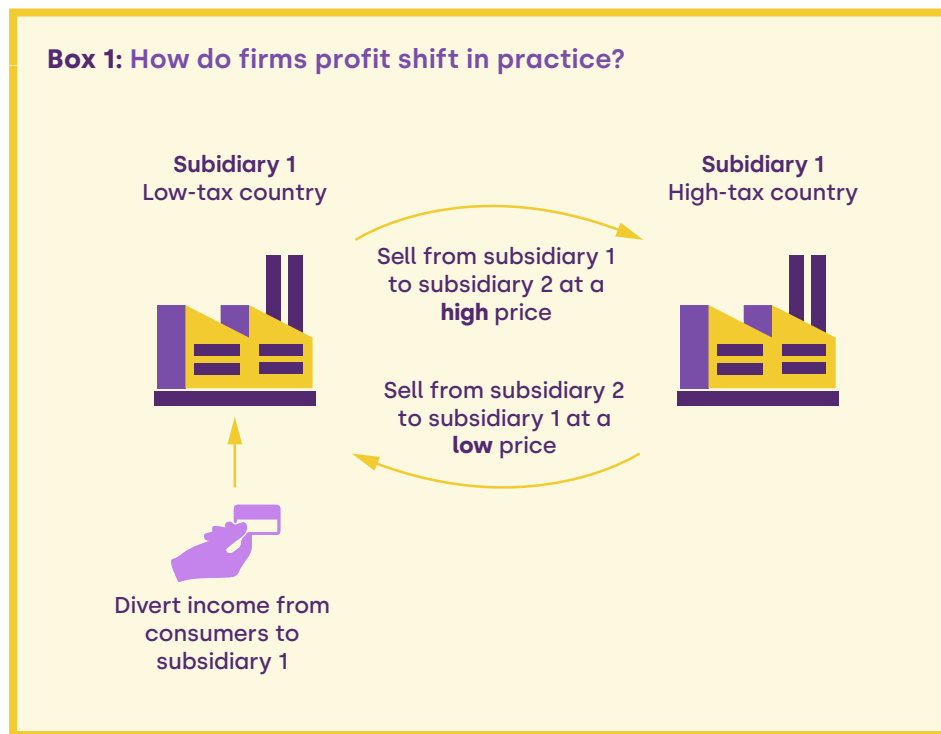 Box 1: How do firms profit shift in practice?
Subidiary 1
Low-tax country
Subidiary 1
High-tax country
Sell from subsidiary 1
to subsidiary 2 at a
high price
Sell from subsidiary 2
to subsidiary 1 at a
low price
Divert income from
consumers to
subsidiary 1